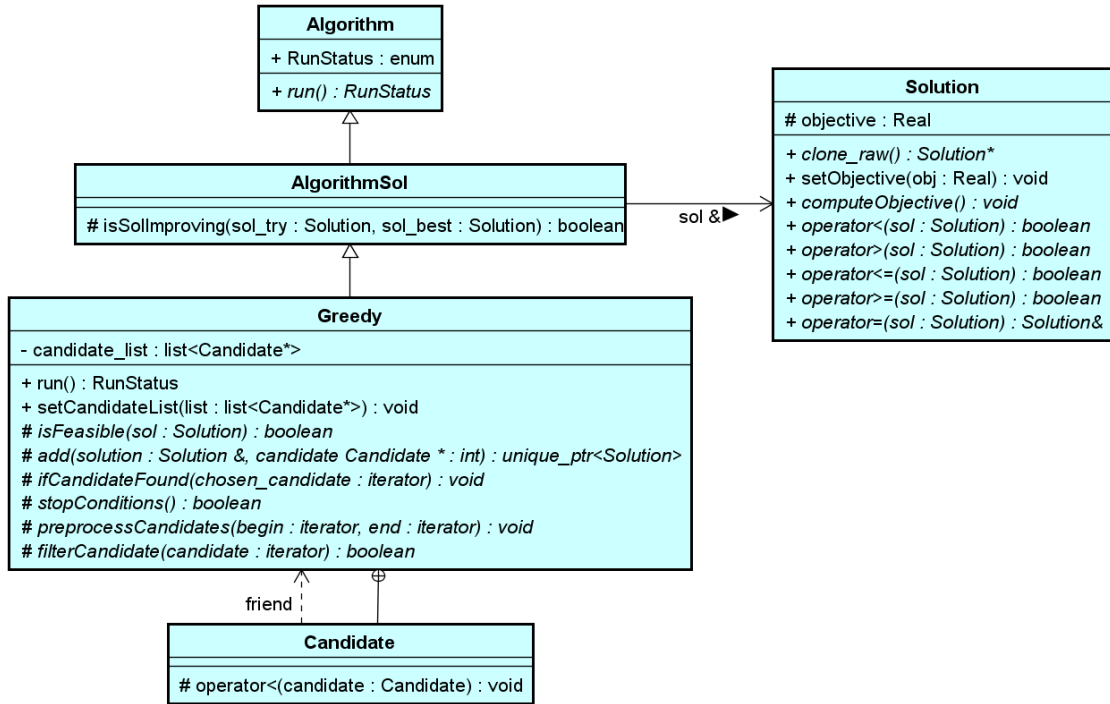 Algorithm
+ RunStatus : enum
+ run() : RunStatus
AlgorithmSol
# isSolImproving(sol_try : Solution, sol_best : Solution) : boolean
sol &▶
Solution
# objective : Real
+ clone_raw() : Solution*
+ setObjective(obj : Real) : void
+ computeObjective() : void
+ operator<(sol : Solution) : boolean
+ operator>(sol : Solution) : boolean
+ operator<=(sol : Solution) : boolean
+ operator>=(sol : Solution) : boolean
+ operator=(sol : Solution) : Solution&
Greedy
- candidate_list : list<Candidate*>
+ run() : RunStatus
+ setCandidateList(list : list<Candidate*>) : void
# isFeasible(sol : Solution) : boolean
# add(solution : Solution &, candidate Candidate * : int) : unique_ptr<Solution>
# ifCandidateFound(chosen_candidate : iterator) : void
# stopConditions() : boolean
# preprocessCandidates(begin : iterator, end : iterator) : void
# filterCandidate(candidate : iterator) : boolean
friend
Candidate
# operator<(candidate : Candidate) : void